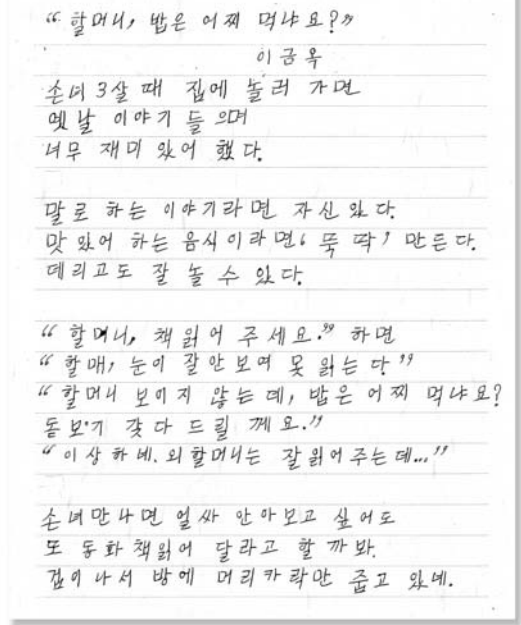 “할머니, 밥은 어찌 먹냐요?”
이금옥
손녀 3살 때 집에 놀러 가면
옛날 이야기 들으며
너무 재미 있어 했다.
말로 하는 이야기라면 자신 있다.
맛 있어 하는 음식이라면 ‘뚝 딱’ 만든다.
데리고도 잘 놀 수 있다.
“할머니, 책 읽어 주세요.” 하면
“할매, 눈이 잘 안보여 못 읽는다”
“할머니 보이지 않는데, 밥은 어찌 먹냐요?
돋보기 갖다 드릴께요.”
“이상하네. 외할머니는 잘 읽어 주는데...”
손녀 만나면 얼싸 안아보고 싶어도
또 동화책 읽어 달라고 할까봐.
겁이 나서 방에 머리카락만 줍고 있네.